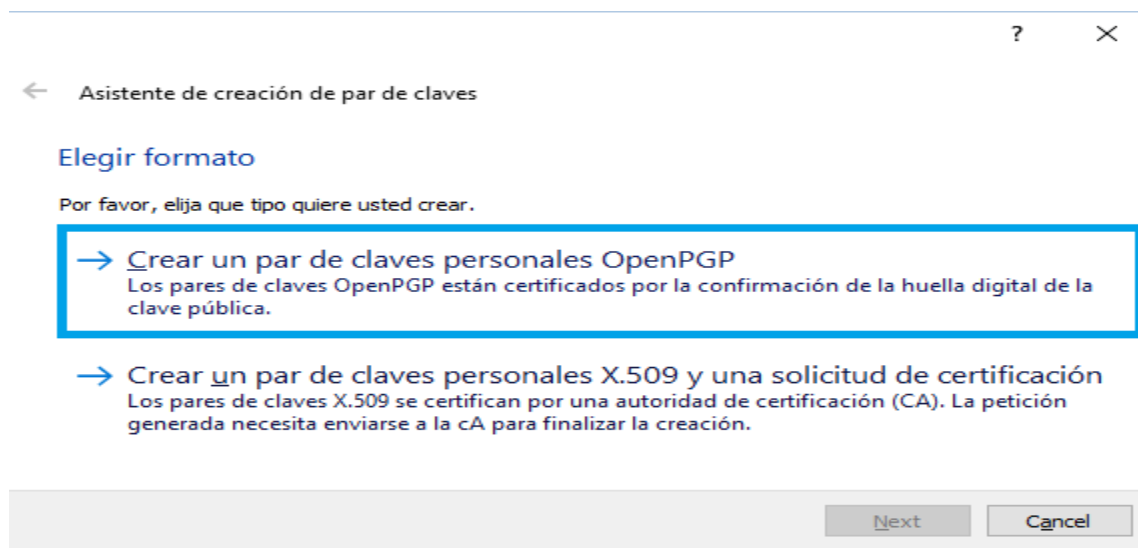 ?
Asistente de creación de par de claves
Elegir formato
Por favor, elija que tipo quiere usted crear.
Crear un par de claves personales OpenPGP
Los pares de claves OpenPGP están certificados por la confirmación de la huella digital de la
clave pública.
Crear un par de claves personales X.509 y una solicitud de certificación
Los pares de claves X.509 se certifican por una autoridad de certificación (CA). La petición
generada necesita enviarse a la cA para finalizar la creación.
Next Cancel